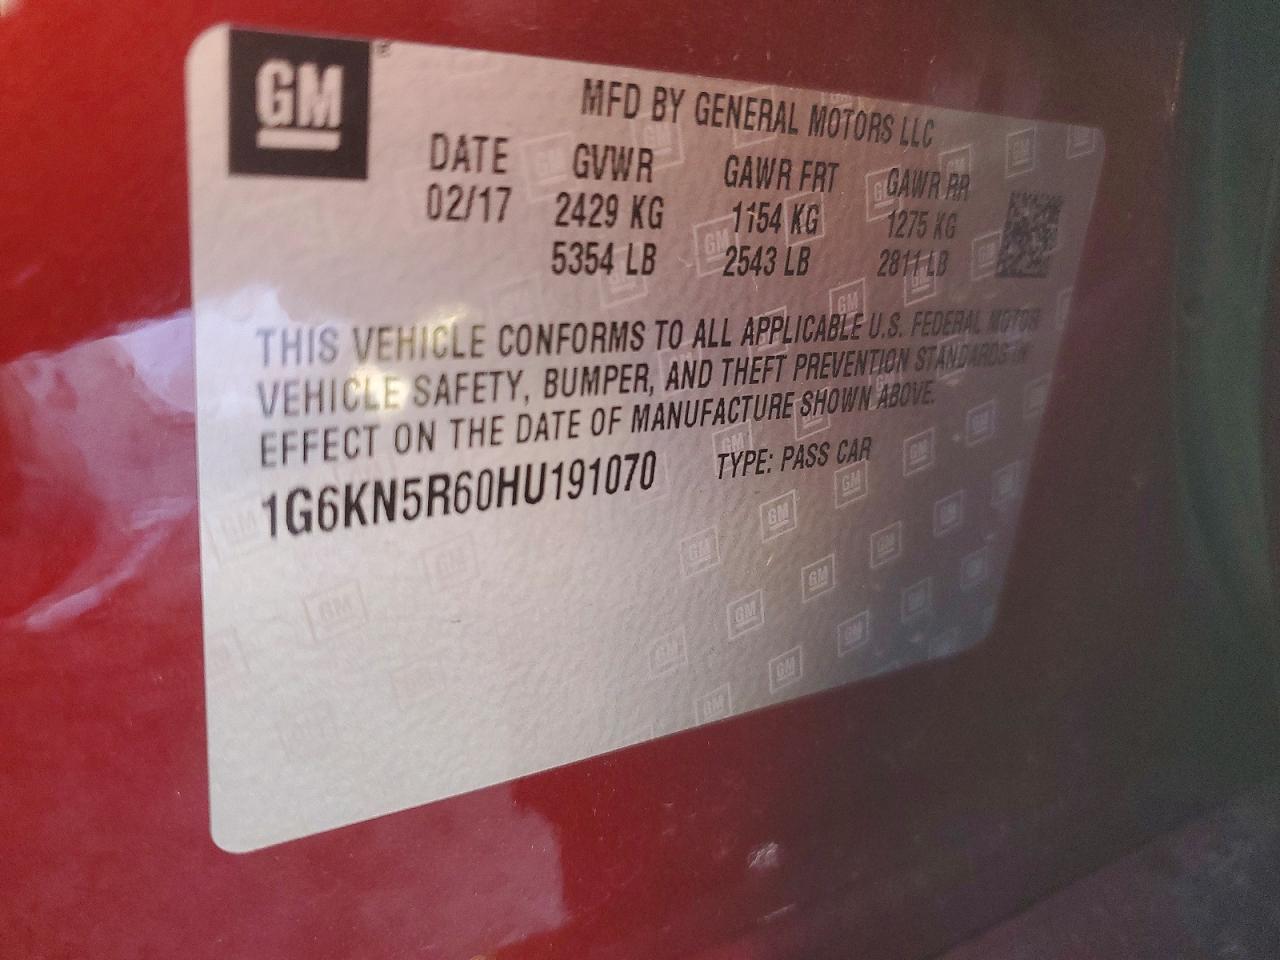 GM ®
MFD BY GENERAL MOTORS LLC
DATE GVWR GAWR FRT GAWR RR
02/17 2429 KG 1154 KG 1275 KG
5354 LB 2543 LB 2811 LB
THIS VEHICLE CONFORMS TO ALL APPLICABLE U.S. FEDERAL MOTOR
VEHICLE SAFETY, BUMPER, AND THEFT PREVENTION STANDARDS IN
EFFECT ON THE DATE OF MANUFACTURE SHOWN ABOVE.
1G6KN5R60HU191070 TYPE: PASS CAR